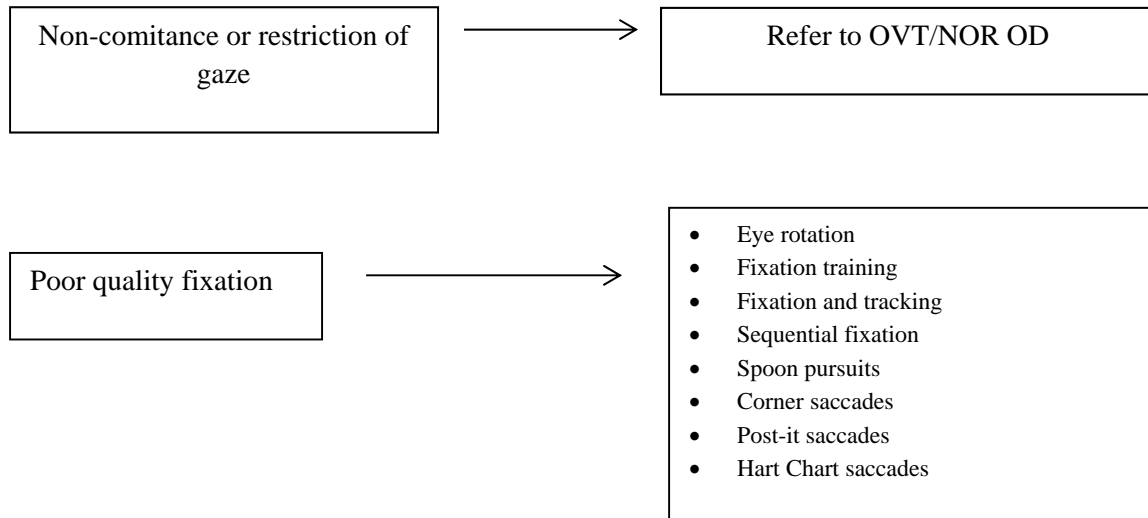 Non-comitance or restriction of
gaze
Refer to OVT/NOR OD
Poor quality fixation
• Eye rotation
• Fixation training
• Fixation and tracking
• Sequential fixation
• Spoon pursuits
• Corner saccades
• Post-it saccades
• Hart Chart saccades